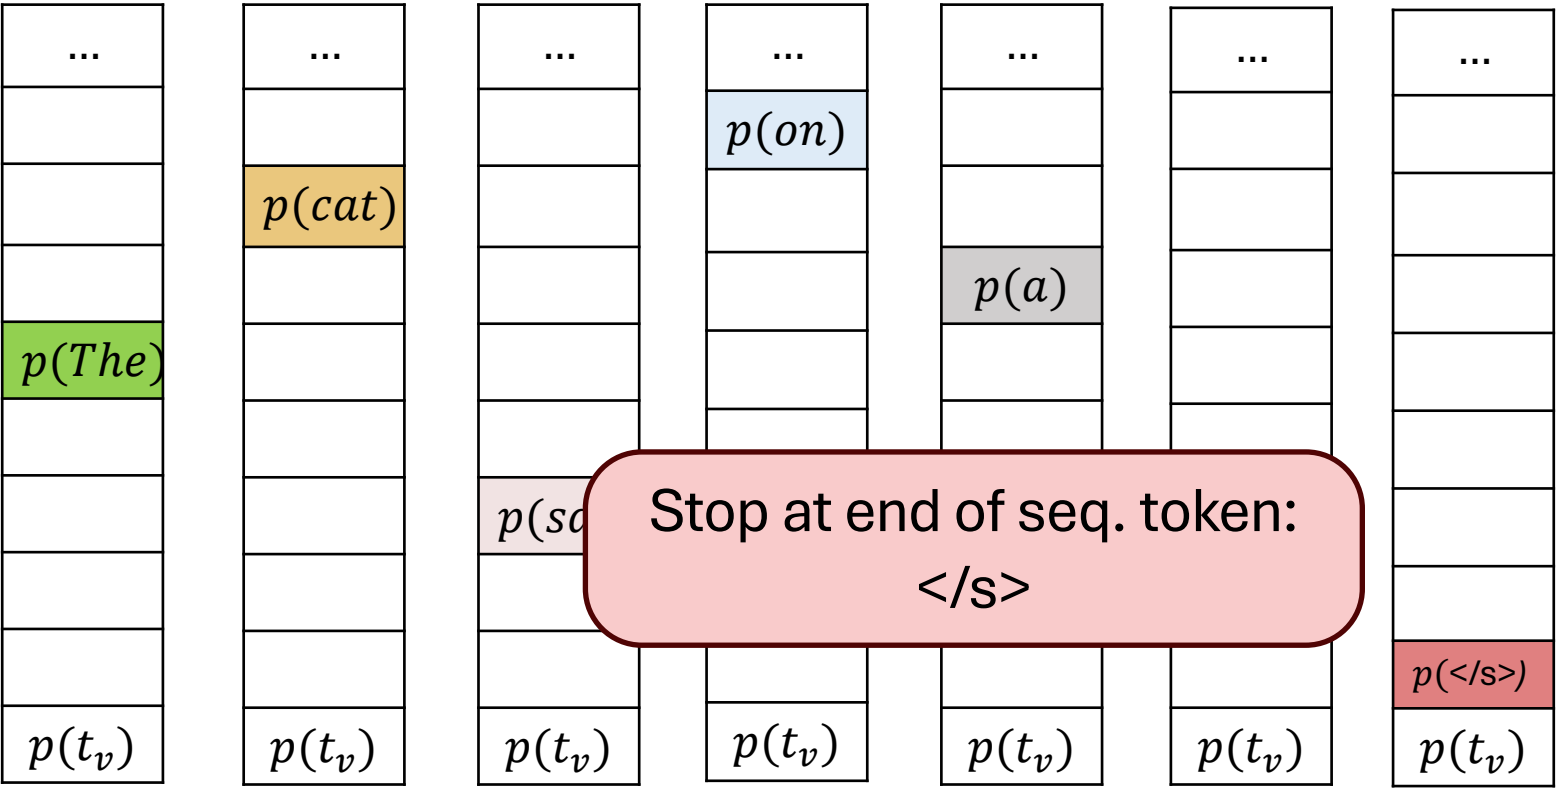 ... ... ... ... ... ... ...
p(on)
p(cat)
p(a)
p(The)
Stop at end of seq. token:
</s>
p(</s>)
p(t_v) p(t_v) p(t_v) p(t_v) p(t_v) p(t_v) p(t_v)